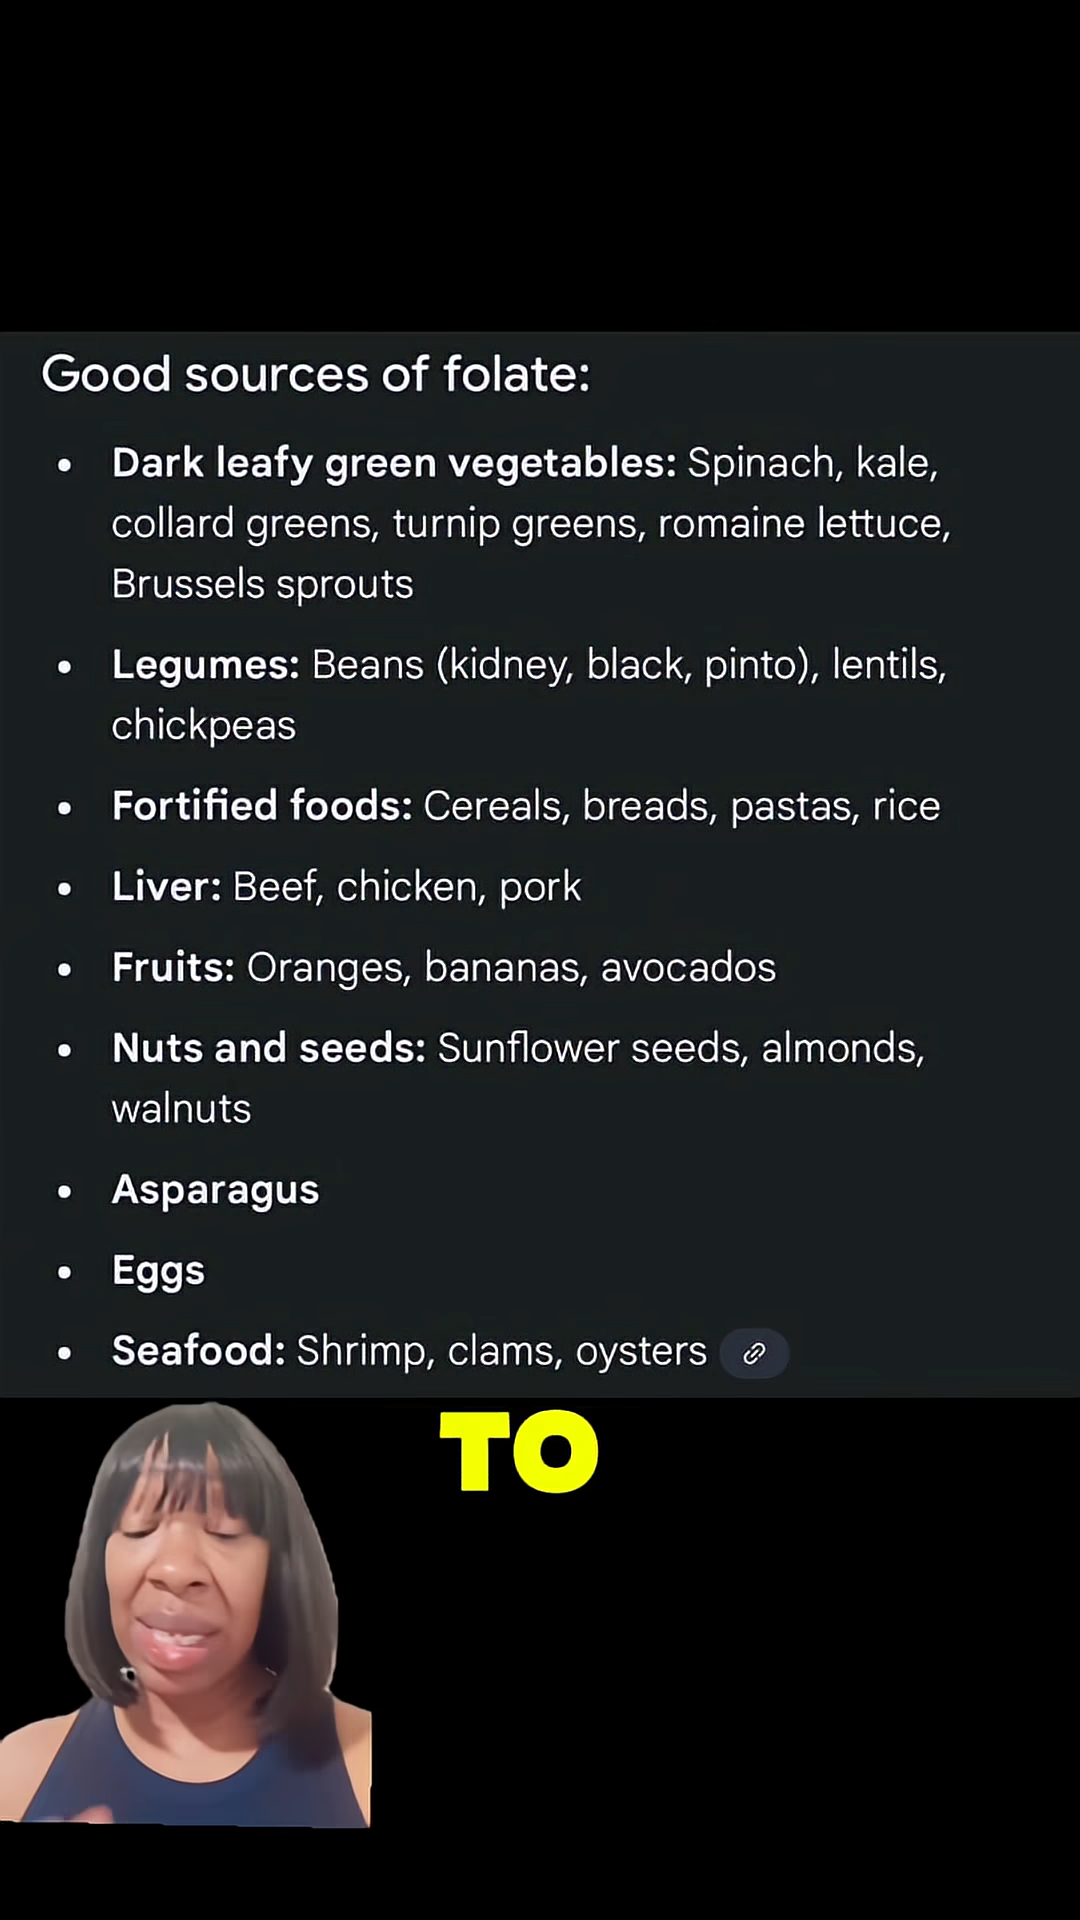 Good sources of folate:
• Dark leafy green vegetables: Spinach, kale,
collard greens, turnip greens, romaine lettuce,
Brussels sprouts
• Legumes: Beans (kidney, black, pinto), lentils,
chickpeas
• Fortified foods: Cereals, breads, pastas, rice
• Liver: Beef, chicken, pork
• Fruits: Oranges, bananas, avocados
• Nuts and seeds: Sunflower seeds, almonds,
walnuts
• Asparagus
• Eggs
• Seafood: Shrimp, clams, oysters
TO